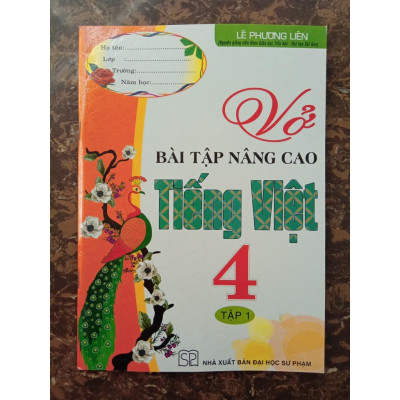 LÊ PHƯƠNG LIÊN
Họ tên:
Lớp
Trường:
Năm học:
Vở
BÀI TẬP NÂNG CAO
Tiếng Việt
4
TẬP 1
SP
NHÀ XUẤT BẢN ĐẠI HỌC SƯ PHẠM